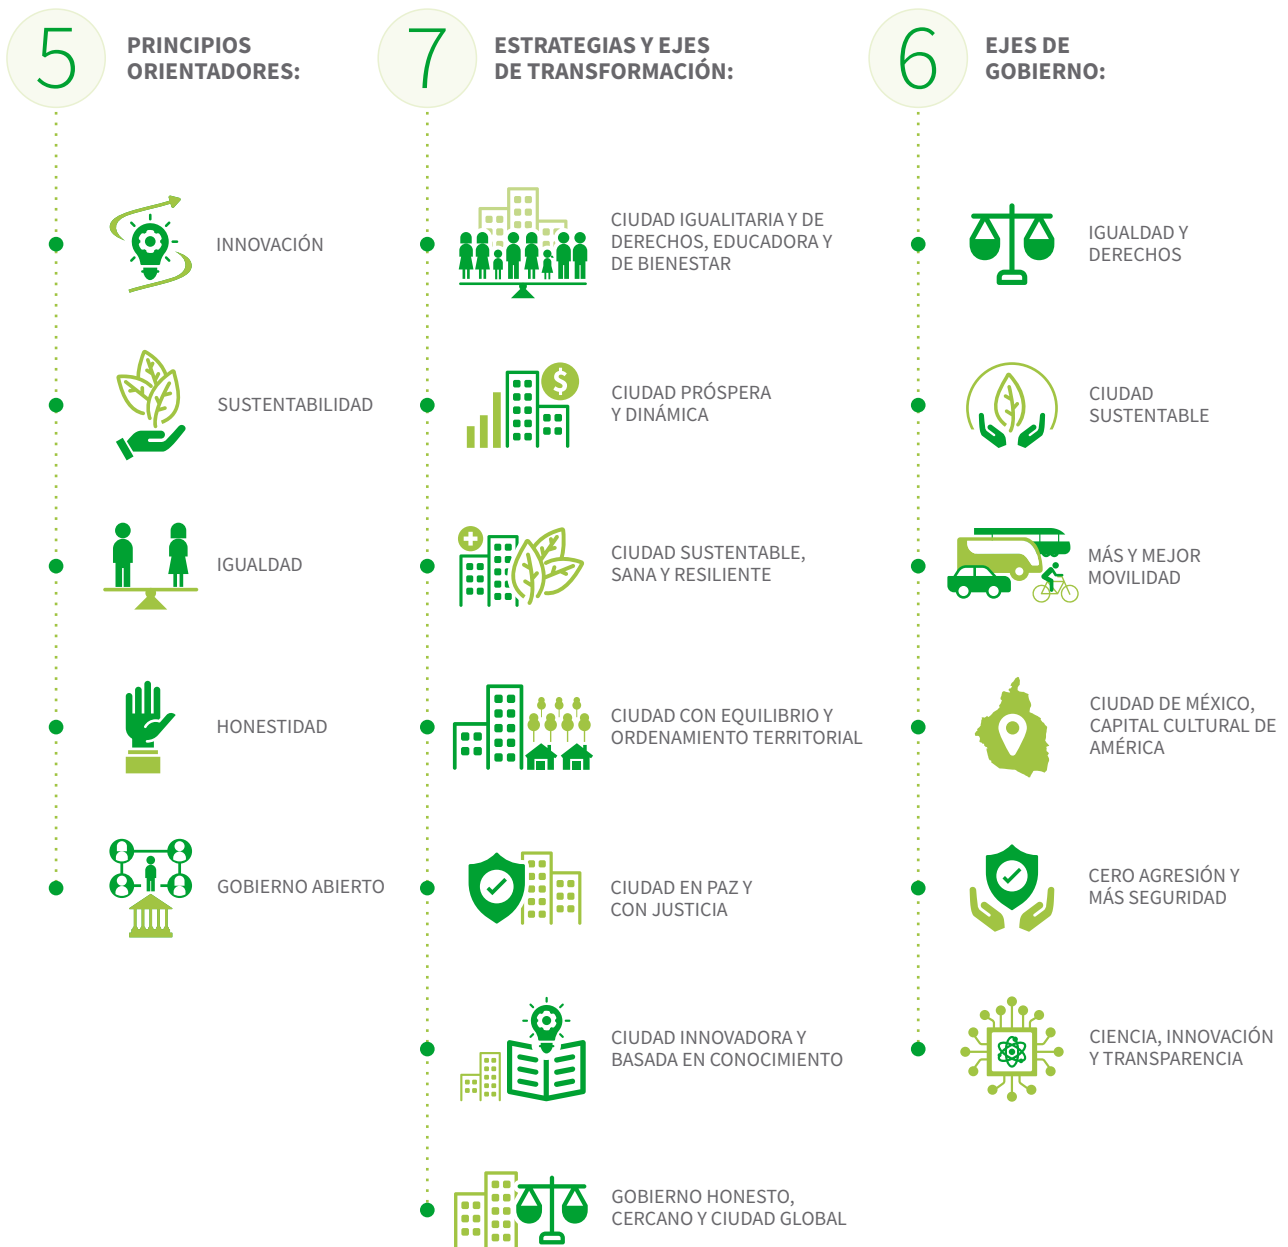 5
PRINCIPIOS
ORIENTADORES:
INNOVACIÓN
SUSTENTABILIDAD
IGUALDAD
HONESTIDAD
GOBIERNO ABIERTO
7
ESTRATEGIAS Y EJES
DE TRANSFORMACIÓN:
CIUDAD IGUALITARIA Y DE
DERECHOS, EDUCADORA Y
DE BIENESTAR
$
CIUDAD PRÓSPERA
Y DINÁMICA
CIUDAD SUSTENTABLE,
SANA Y RESILIENTE
CIUDAD CON EQUILIBRIO Y
ORDENAMIENTO TERRITORIAL
CIUDAD EN PAZ Y
CON JUSTICIA
CIUDAD INNOVADORA Y
BASADA EN CONOCIMIENTO
GOBIERNO HONESTO,
CERCANO Y CIUDAD GLOBAL
6
EJES DE
GOBIERNO:
IGUALDAD Y
DERECHOS
CIUDAD
SUSTENTABLE
MÁS Y MEJOR
MOVILIDAD
CIUDAD DE MÉXICO,
CAPITAL CULTURAL DE
AMÉRICA
CERO AGRESIÓN Y
MÁS SEGURIDAD
CIENCIA, INNOVACIÓN
Y TRANSPARENCIA